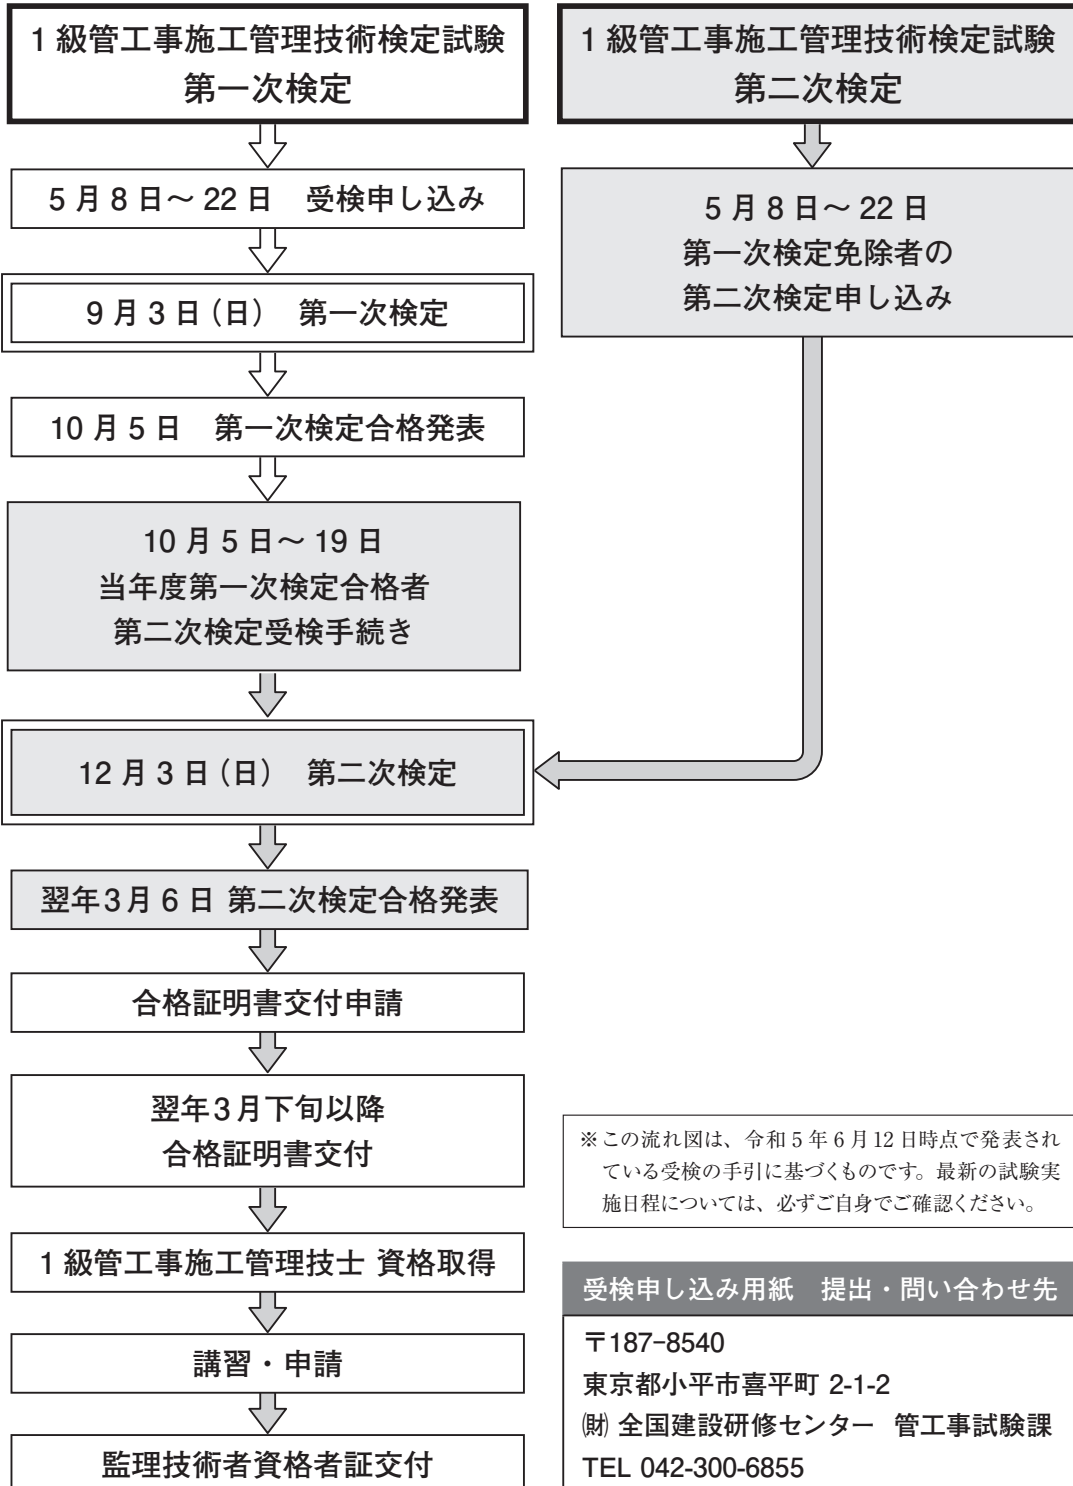 1 級管工事施工管理技術検定試験
第一次検定
5 月 8 日～ 22 日　受検申し込み
9 月 3 日（日）　第一次検定
10 月 5 日　第一次検定合格発表
10 月 5 日～ 19 日
当年度第一次検定合格者
第二次検定受検手続き
12 月 3 日（日）　第二次検定
翌年3月 6 日 第二次検定合格発表
合格証明書交付申請
翌年3月下旬以降
合格証明書交付
1 級管工事施工管理技士 資格取得
講習・申請
監理技術者資格者証交付
1 級管工事施工管理技術検定試験
第二次検定
5 月 8 日～ 22 日
第一次検定免除者の
第二次検定申し込み
※この流れ図は、令和 5 年 6 月 12 日時点で発表され
ている受検の手引に基づくものです。最新の試験実
施日程については、必ずご自身でご確認ください。
受検申し込み用紙　提出・問い合わせ先
〒187-8540
東京都小平市喜平町 2-1-2
㈶ 全国建設研修センター 管工事試験課
TEL 042-300-6855